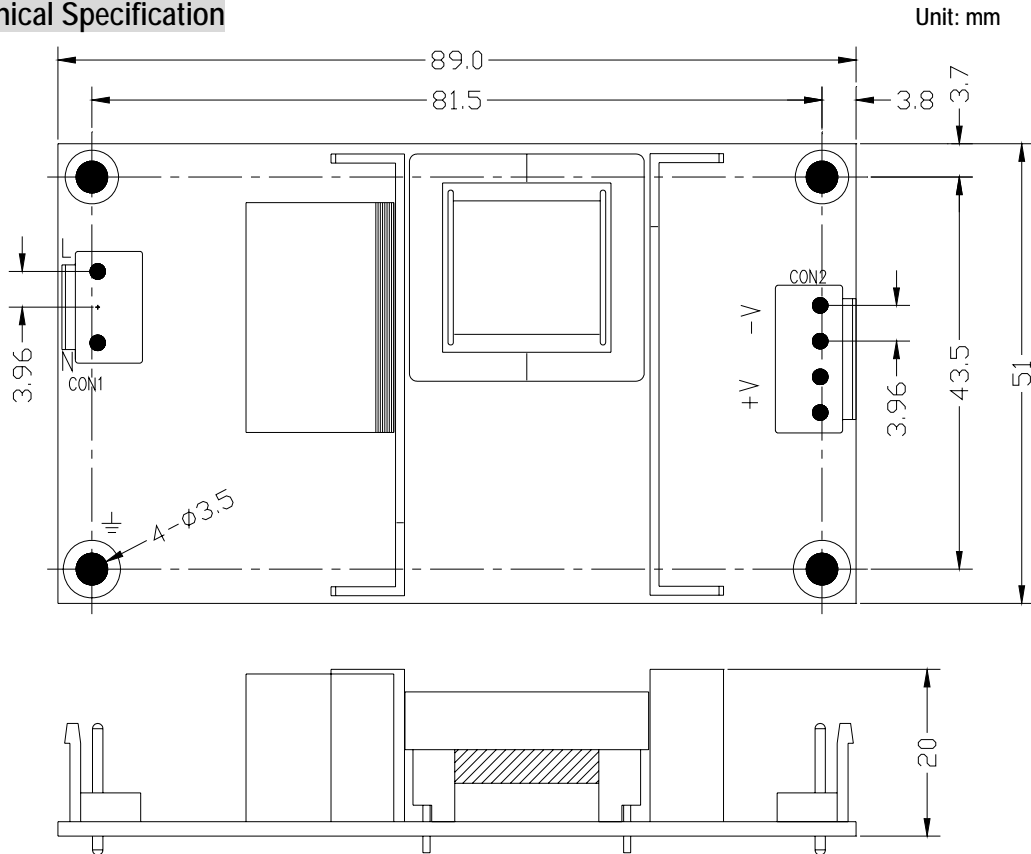 nical Specification
Unit: mm
89.0
81.5
3.8
3.7
L
3.96
N
CON1
CON2
-V
+V
3.96
43.5
51
4-Ø3.5
20